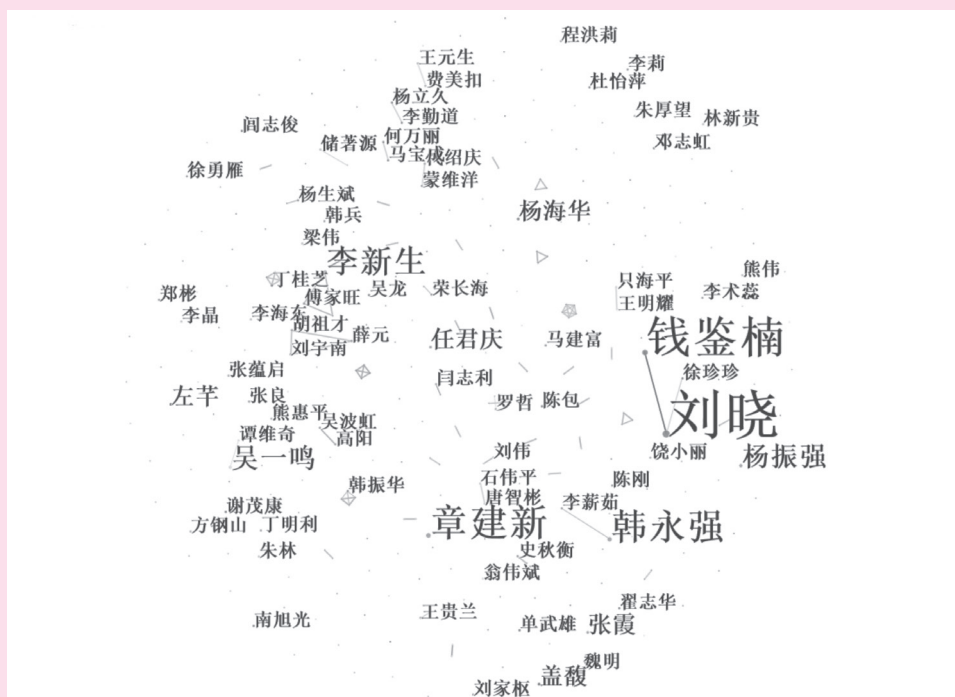 程洪莉
王元生
李莉
费美扣
杜怡萍
杨立久
朱厚望
李勤道
林新贵
阎志俊
何万丽
储著源
邓志虹
马宝成
代绍庆
徐勇雁
蒙维洋
杨生斌
杨海华
韩兵
梁伟
李新生
熊伟
丁桂芝
只海平
吴龙
荣长海
李术蕊
郑彬
傅家旺
王明耀
李海东
李晶
胡祖才
薛元
任君庆
马建富
钱鉴楠
刘宇南
张蕴启
徐珍珍
闫志利
左芊
张良
罗哲
陈包
熊惠平
刘晓
吴波虹
谭维奇
高阳
吴一鸣
刘伟
饶小丽
杨振强
石伟平
陈刚
韩振华
唐智彬
李薪茹
谢茂康
方钢山
丁明利
章建新
韩永强
朱林
史秋衡
翁伟斌
翟志华
王贵兰
南旭光
单武雄
张霞
魏明
盖馥
刘家枢